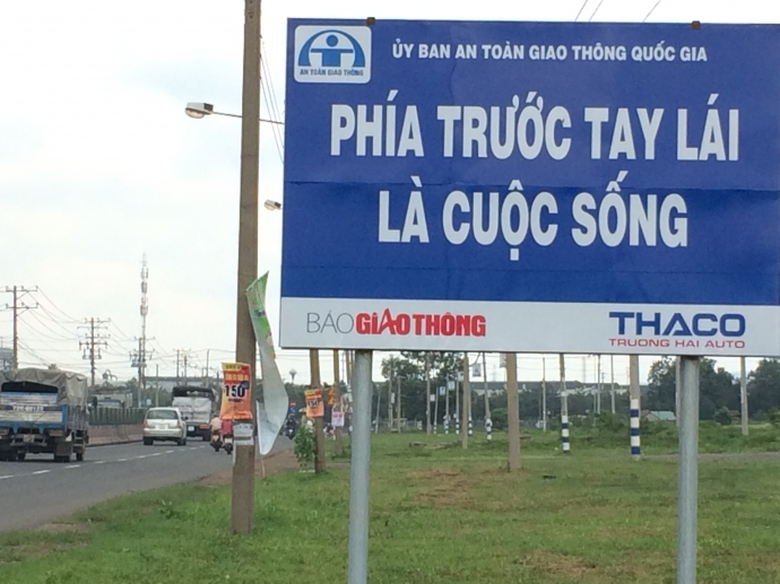 AN TOÀN GIAO THÔNG
ỦY BAN AN TOÀN GIAO THÔNG QUỐC GIA
PHÍA TRƯỚC TAY LÁI
LÀ CUỘC SỐNG
BÁO GIAO THÔNG
THACO
TRUONG HAI AUTO
150